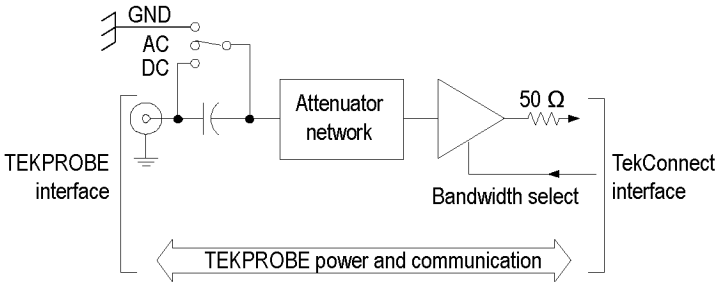 GND
AC
DC
Attenuator
network
50 Ω
TEKPROBE
interface
TekConnect
interface
Bandwidth select
TEKPROBE power and communication